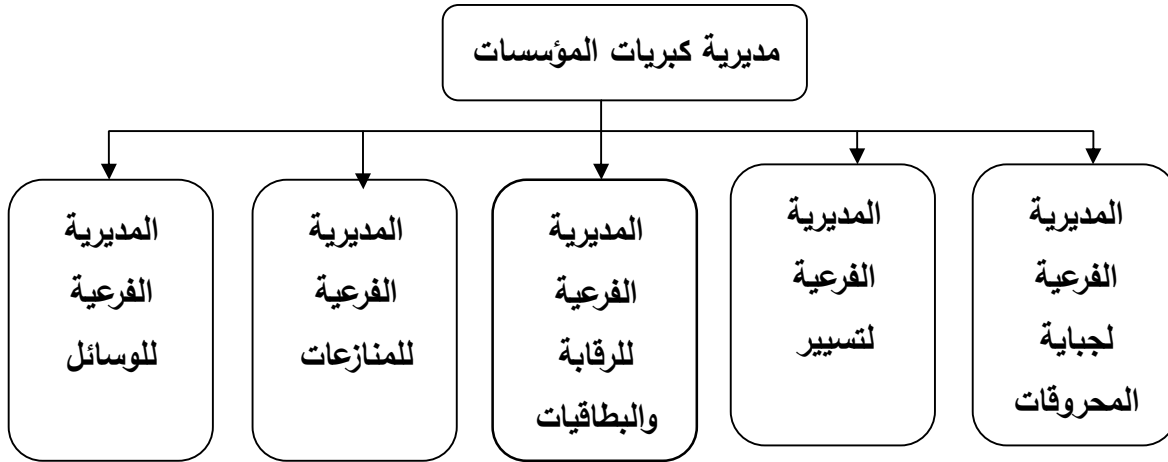 مديرية كبريات المؤسسات
المديرية
الفرعية
لجباية
المحروقات
المديرية
الفرعية
لتسيير
المديرية
الفرعية
للرقابة
والبطاقيات
المديرية
الفرعية
للمنازعات
المديرية
الفرعية
للوسائل